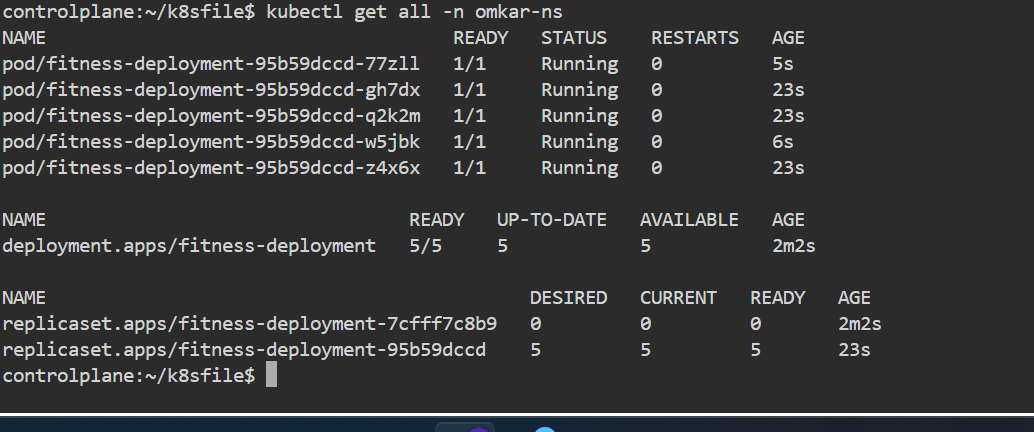 controlplane:~/k8sfile$ kubectl get all -n omkar-ns
NAME READY STATUS RESTARTS AGE
pod/fitness-deployment-95b59dccd-77zll 1/1 Running 0 5s
pod/fitness-deployment-95b59dccd-gh7dx 1/1 Running 0 23s
pod/fitness-deployment-95b59dccd-q2k2m 1/1 Running 0 23s
pod/fitness-deployment-95b59dccd-w5jbk 1/1 Running 0 6s
pod/fitness-deployment-95b59dccd-z4x6x 1/1 Running 0 23s
NAME READY UP-TO-DATE AVAILABLE AGE
deployment.apps/fitness-deployment 5/5 5 5 2m2s
NAME DESIRED CURRENT READY AGE
replicaset.apps/fitness-deployment-7cfff7c8b9 0 0 0 2m2s
replicaset.apps/fitness-deployment-95b59dccd 5 5 5 23s
controlplane:~/k8sfile$